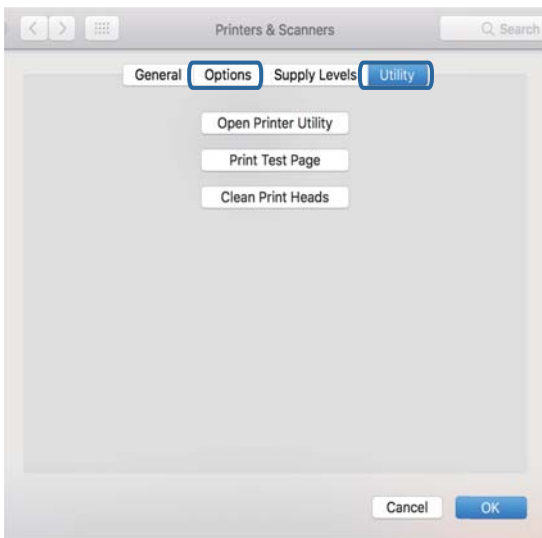 Printers & Scanners Search
General Options Supply Levels Utility
Open Printer Utility
Print Test Page
Clean Print Heads
Cancel OK